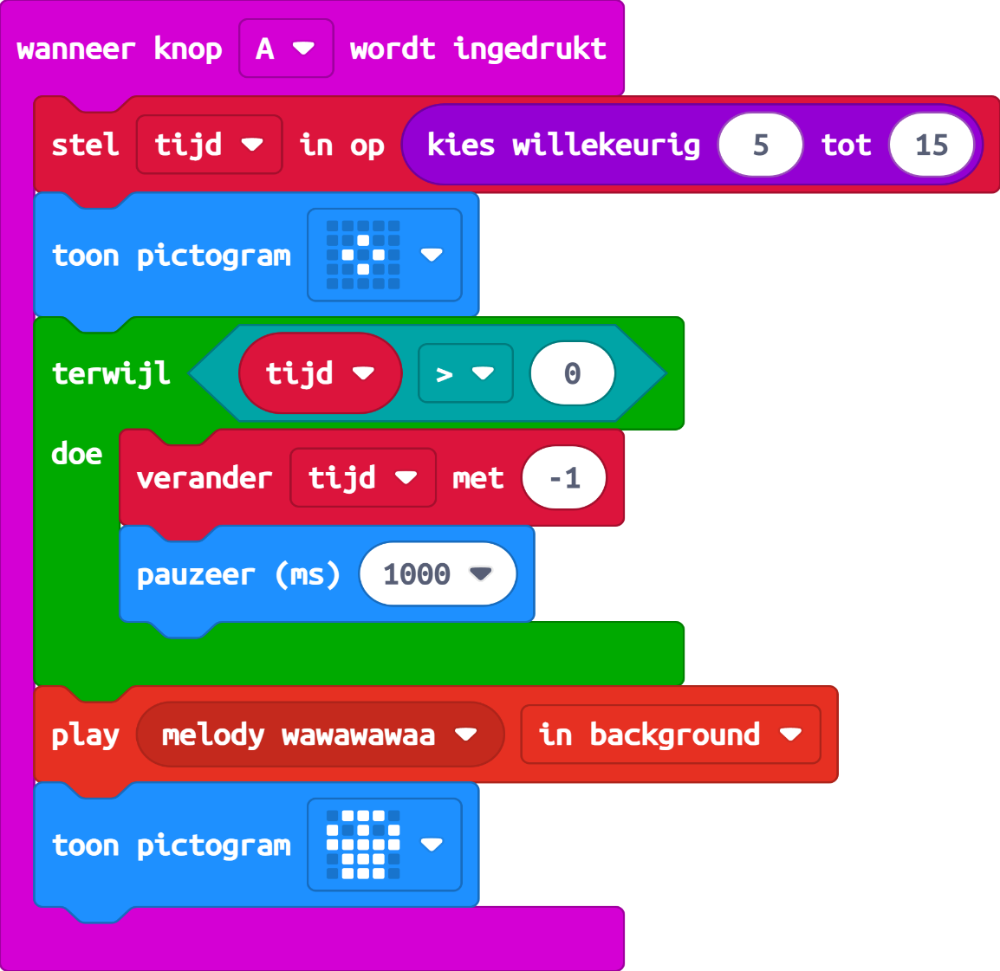 wanneer knop A wordt ingedrukt
stel tijd in op kies willekeurig 5 tot 15
toon pictogram
terwijl tijd > 0
doe
verander tijd met -1
pauzeer (ms) 1000
play melody wawawawaa in background
toon pictogram